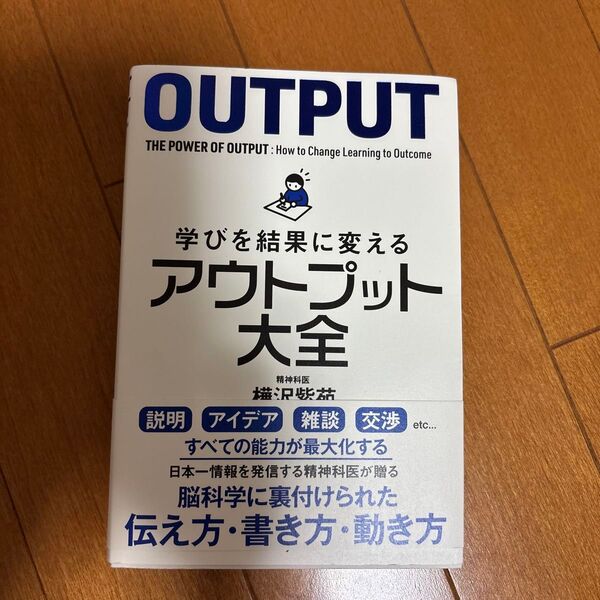 OUTPUT
THE POWER OF OUTPUT : How to Change Learning to Outcome
学びを結果に変える
アウトプット
大全
精神科医
樺沢紫苑
説明 アイデア 雑談 交渉 etc...
すべての能力が最大化する
日本一情報を発信する精神科医が贈る
脳科学に裏付けられた
伝え方・書き方・動き方